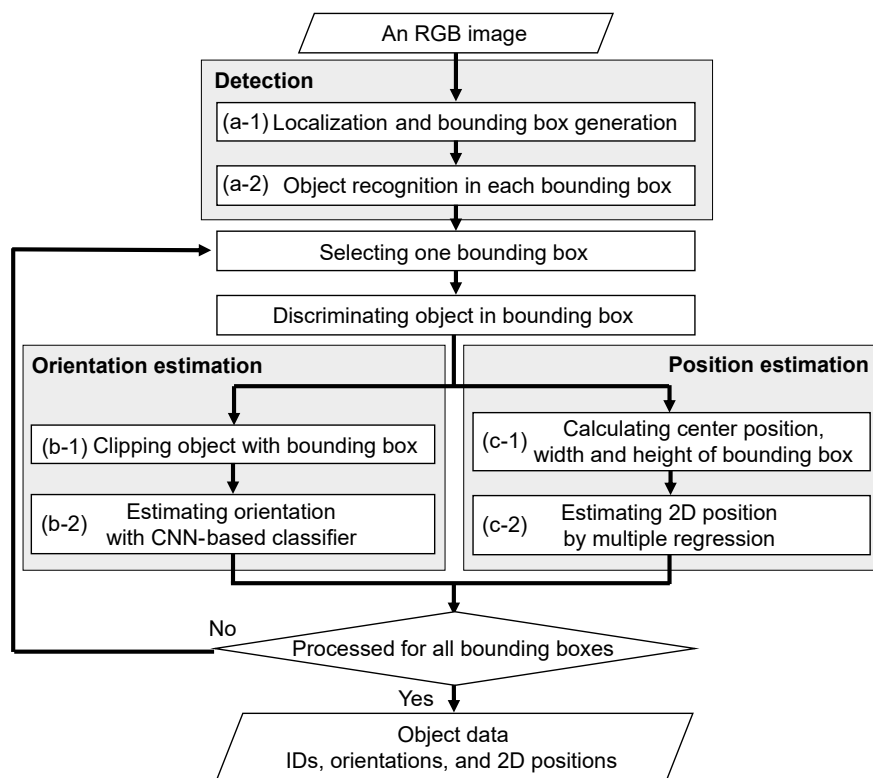 An RGB image
Detection
(a-1) Localization and bounding box generation
(a-2) Object recognition in each bounding box
Selecting one bounding box
Discriminating object in bounding box
Orientation estimation
(b-1) Clipping object with bounding box
(b-2) Estimating orientation
with CNN-based classifier
Position estimation
(c-1) Calculating center position,
width and height of bounding box
(c-2) Estimating 2D position
by multiple regression
Processed for all bounding boxes
No
Yes
Object data
IDs, orientations, and 2D positions